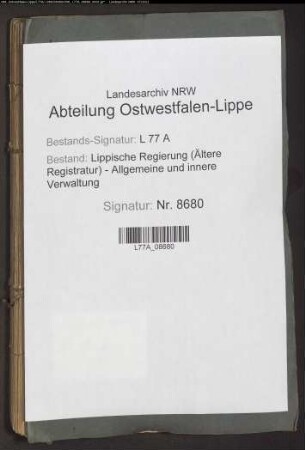 Landesarchiv NRW
Abteilung Ostwestfalen-Lippe
Bestands-Signatur: L 77 A
Bestand: Lippische Regierung (Ältere
Registratur) - Allgemeine und innere
Verwaltung
Signatur: Nr. 8680
L77A_08680